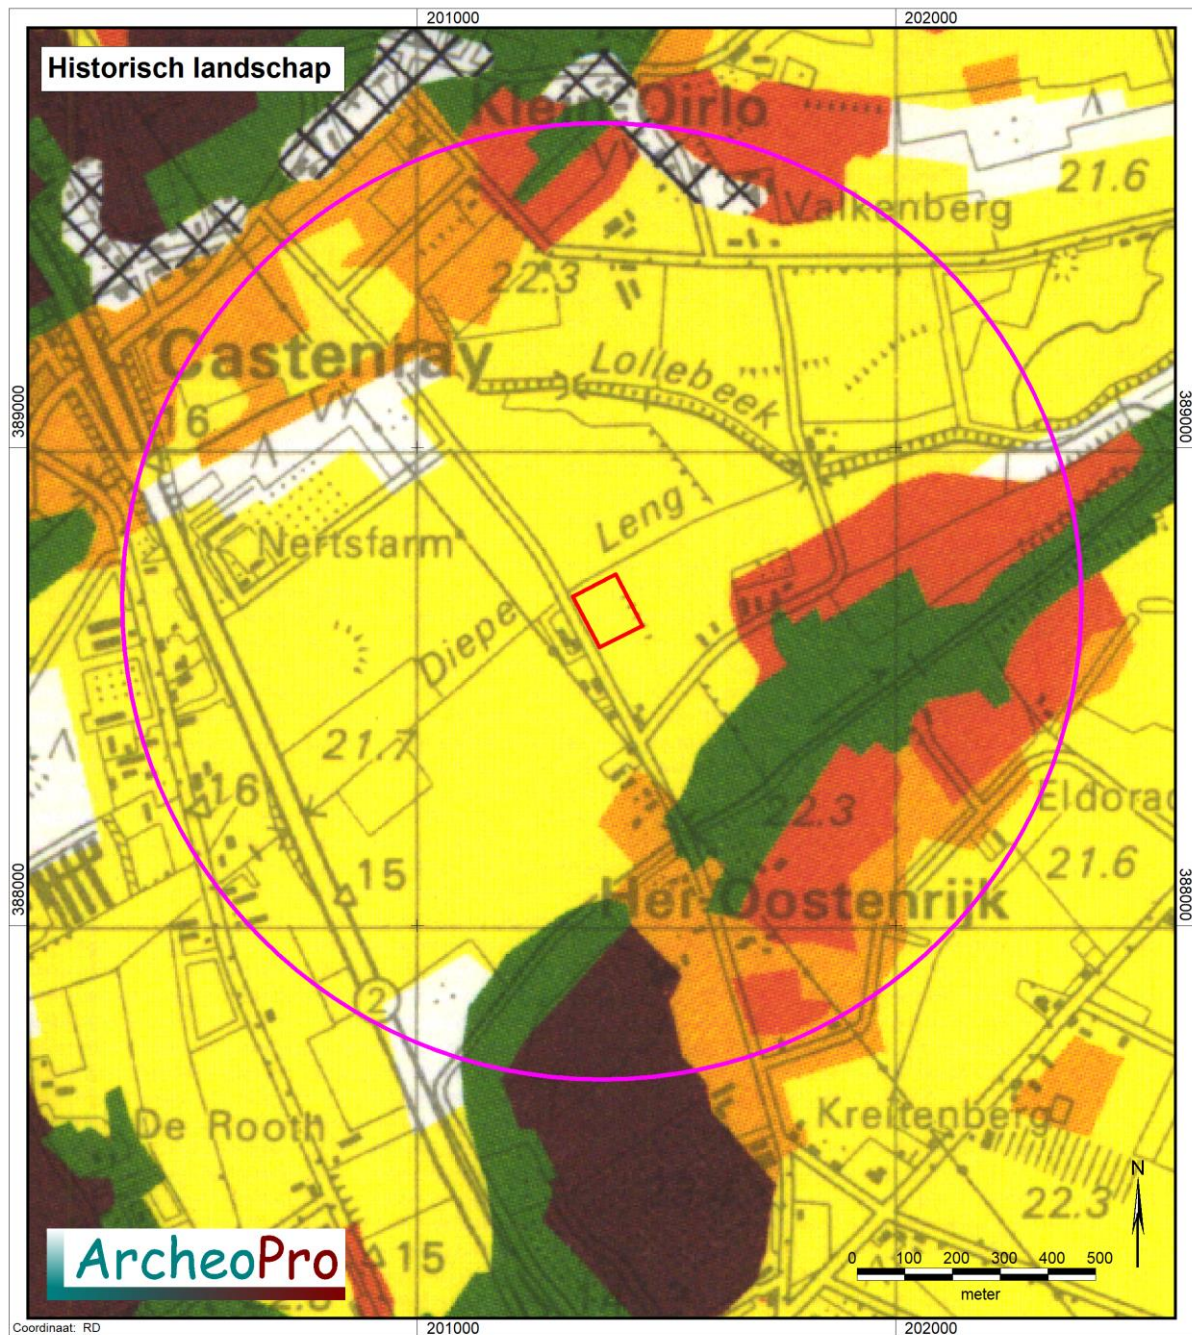 201000
202000
Historisch landschap
Klein-Oirlo
Valkenberg
21.6
22.3
Castenray
Lollebeek
389000
389000
16
Leng
Nertsfarm
Diepe
21.7
16
22.3
Eldorad
15
21.6
388000
388000
Her-Oostenrijk
2
De Rooth
Kreitenberg
22.3
N
15
ArcheoPro
0 100 200 300 400 500
meter
Coordinaat: RD
201000
202000